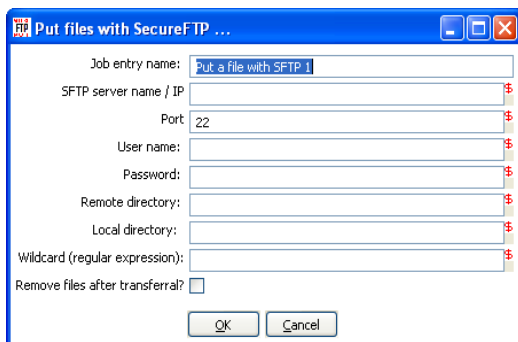 FTP Put files with SecureFTP ...
Job entry name: Put a file with SFTP 1
SFTP server name / IP $
Port 22 $
User name: $
Password: $
Remote directory: $
Local directory: $
Wildcard (regular expression): $
Remove files after transferral?
OK Cancel